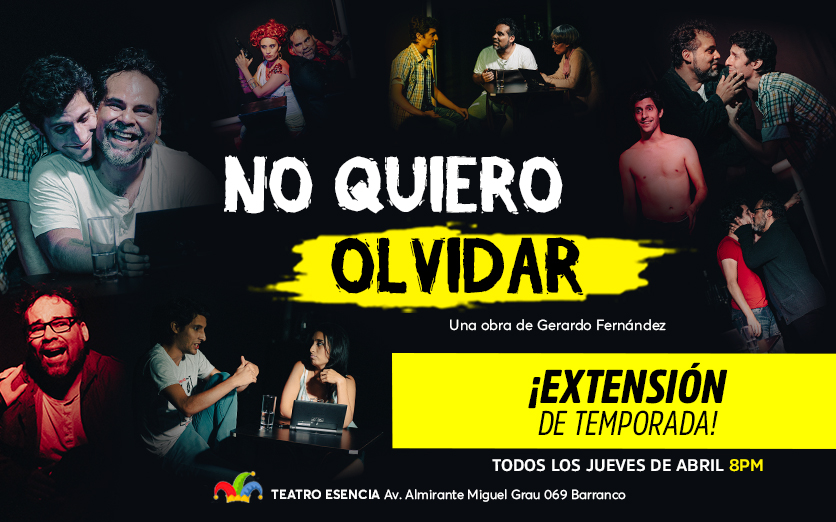 NO QUIERO
OLVIDAR
Una obra de Gerardo Fernández
¡EXTENSIÓN
DE TEMPORADA!
TODOS LOS JUEVES DE ABRIL 8PM
TEATRO ESENCIA Av. Almirante Miguel Grau 069 Barranco